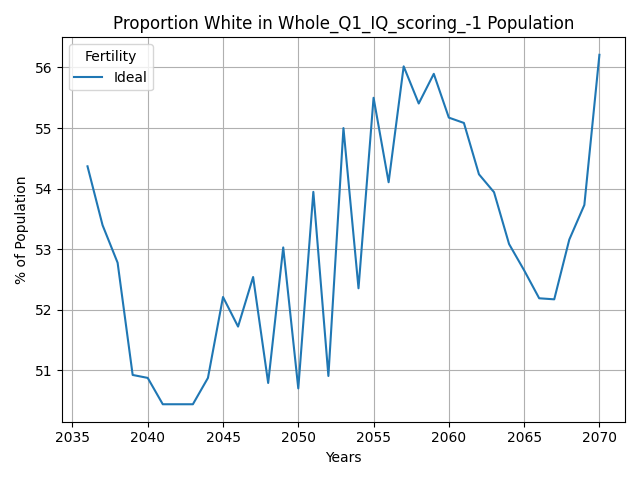 Proportion White in Whole_Q1_IQ_scoring_-1 Population
Fertility
Ideal
% of Population
56
55
54
53
52
51
2035 2040 2045 2050 2055 2060 2065 2070
Years